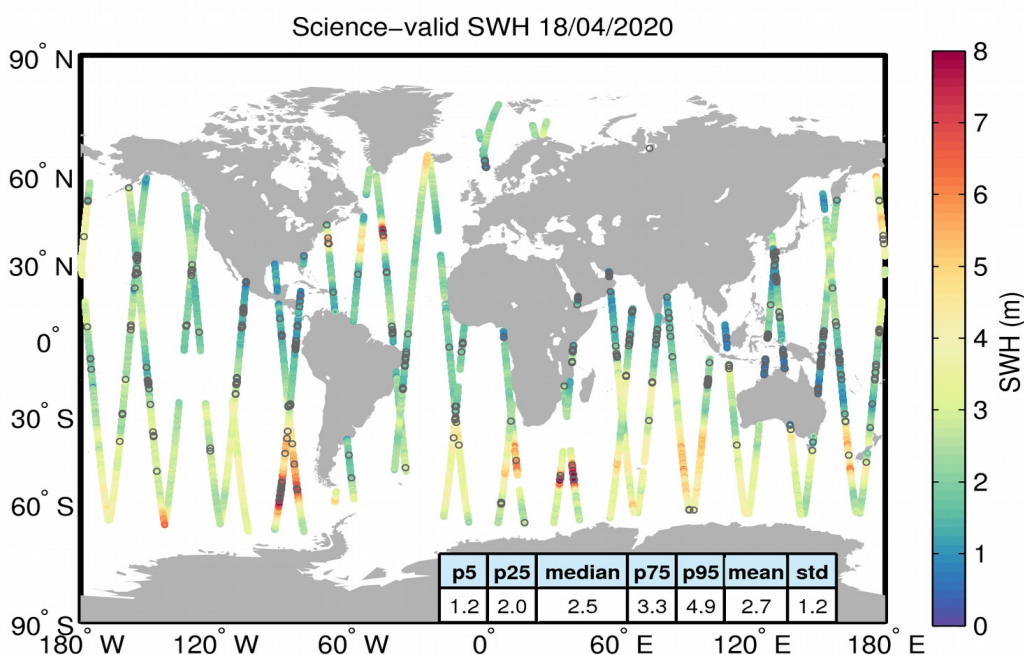 Science−valid SWH 18/04/2020
90° N
60° N
30° N
0°
30° S
60° S
90° S
180° W
120° W
60° W
0°
60° E
120° E
180° E
p5 p25 median p75 p95 mean std
1.2 2.0 2.5 3.3 4.9 2.7 1.2
8
7
6
5
4
3
2
1
0
SWH (m)